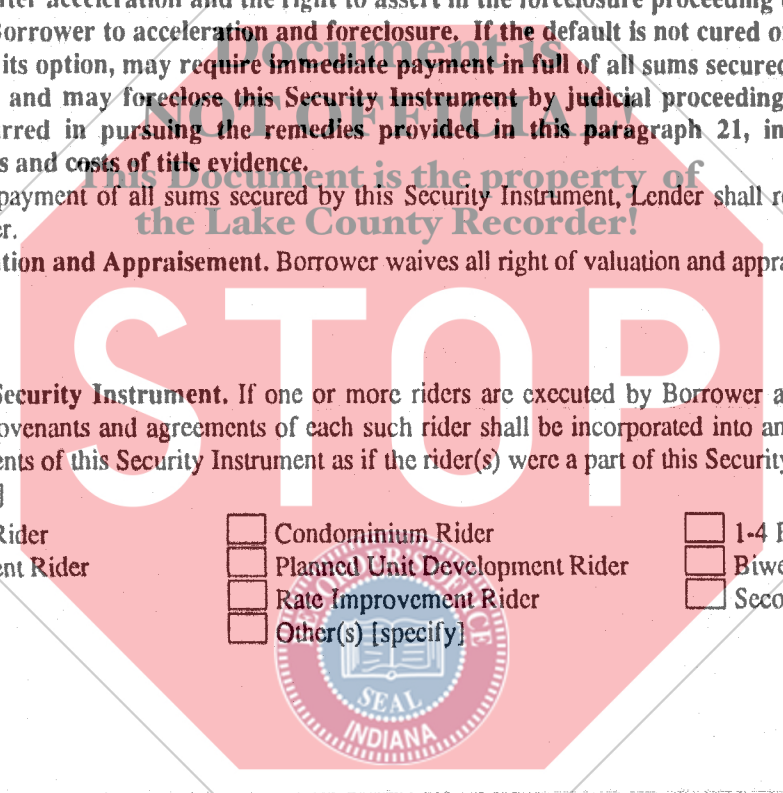 after acceleration and the right to assert in the foreclosure proceeding
Borrower to acceleration and foreclosure. If the default is not cured
Document is
its option, may require immediate payment in full of all sums secured
and may foreclose this Security Instrument by judicial proceeding
NOT OFFICIAL!
rred in pursuing the remedies provided in this paragraph 21, in
s and costs of title evidence.
This Document is the property of
payment of all sums secured by this Security Instrument, Lender shall
the Lake County Recorder!
er.
tion and Appraisement. Borrower waives all right of valuation and appra
STOP
Security Instrument. If one or more riders are executed by Borrower a
ovenants and agreements of each such rider shall be incorporated into an
ents of this Security Instrument as if the rider(s) were a part of this Security
]
Rider Condominium Rider 1-4
ent Rider Planned Unit Development Rider Biwe
Rate Improvement Rider Seco
Other(s) [specify]
RECORDER'S OFFICE
SEAL
INDIANA